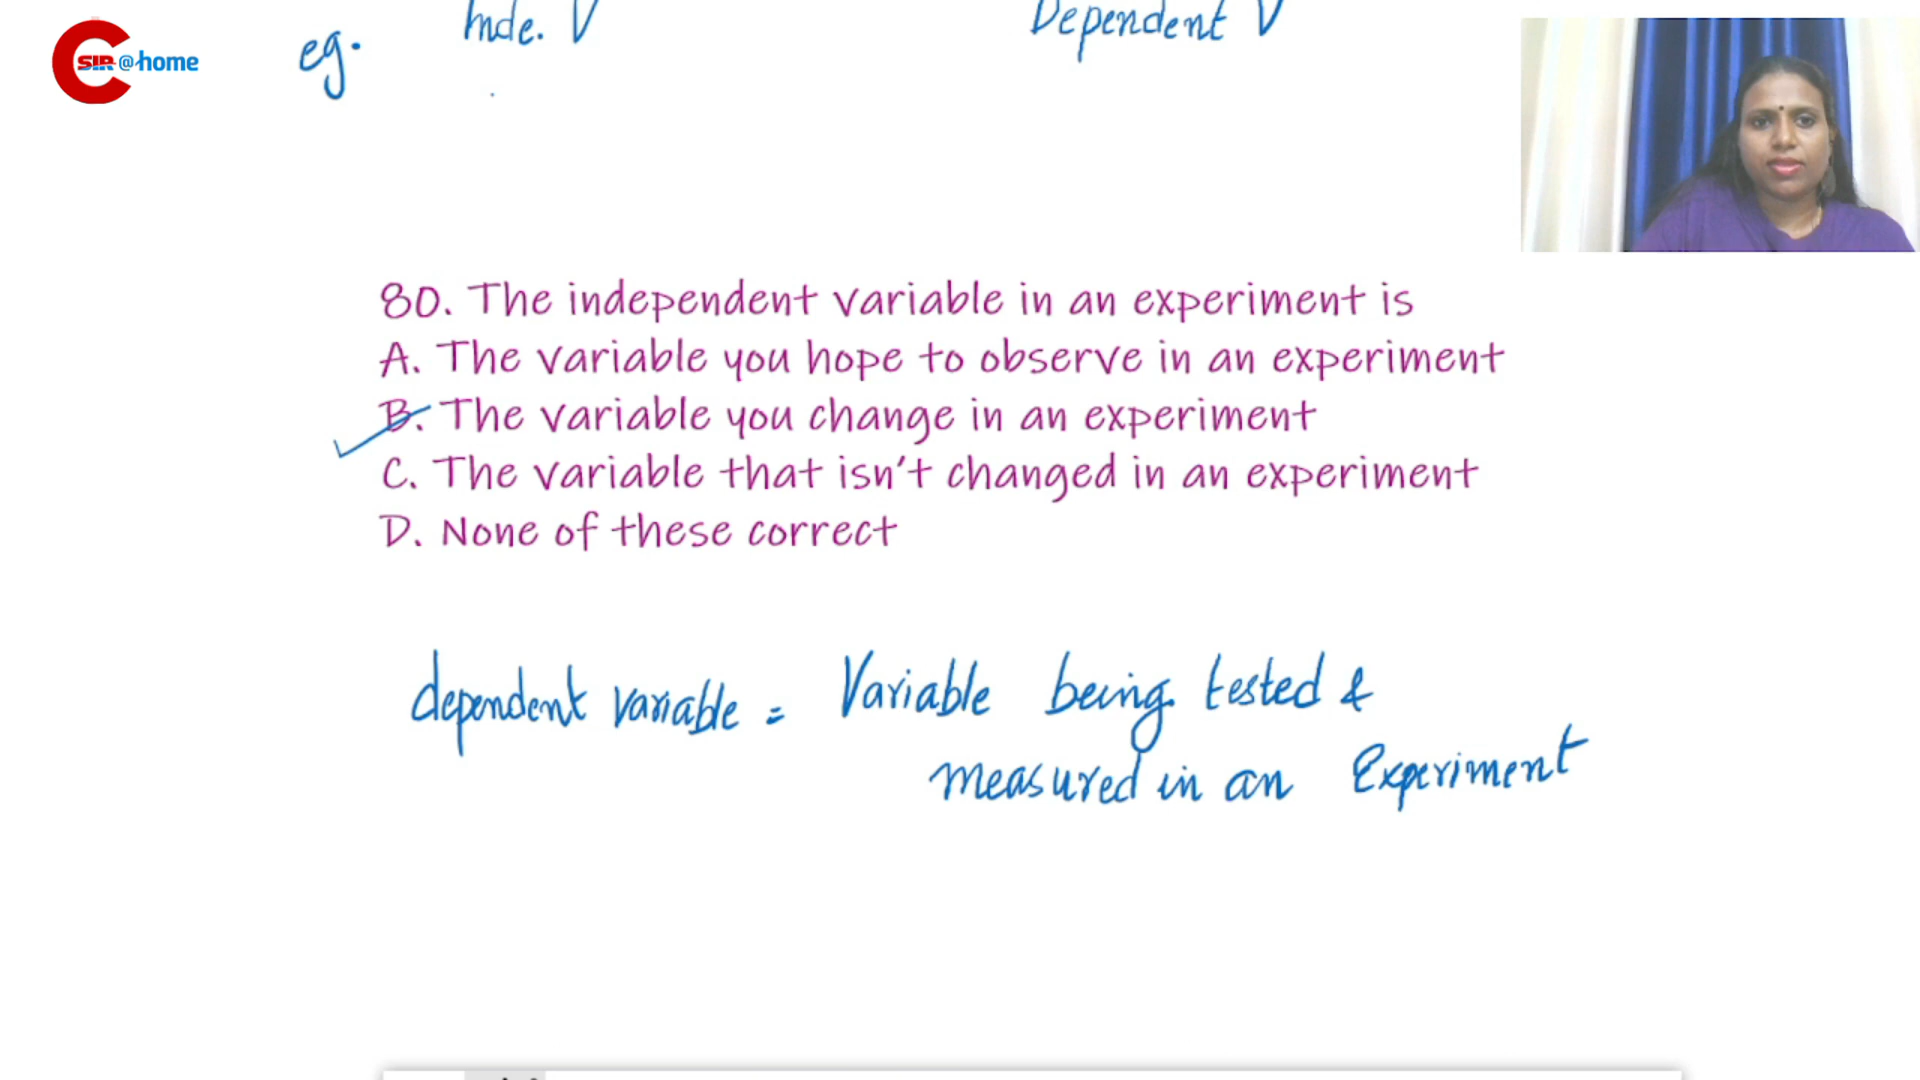 CSIR@home
eg. Inde. V Dependent V
80. The independent variable in an experiment is
A. The variable you hope to observe in an experiment
B. The variable you change in an experiment
C. The variable that isn't changed in an experiment
D. None of these correct
dependent variable = Variable being tested &
measured in an Experiment